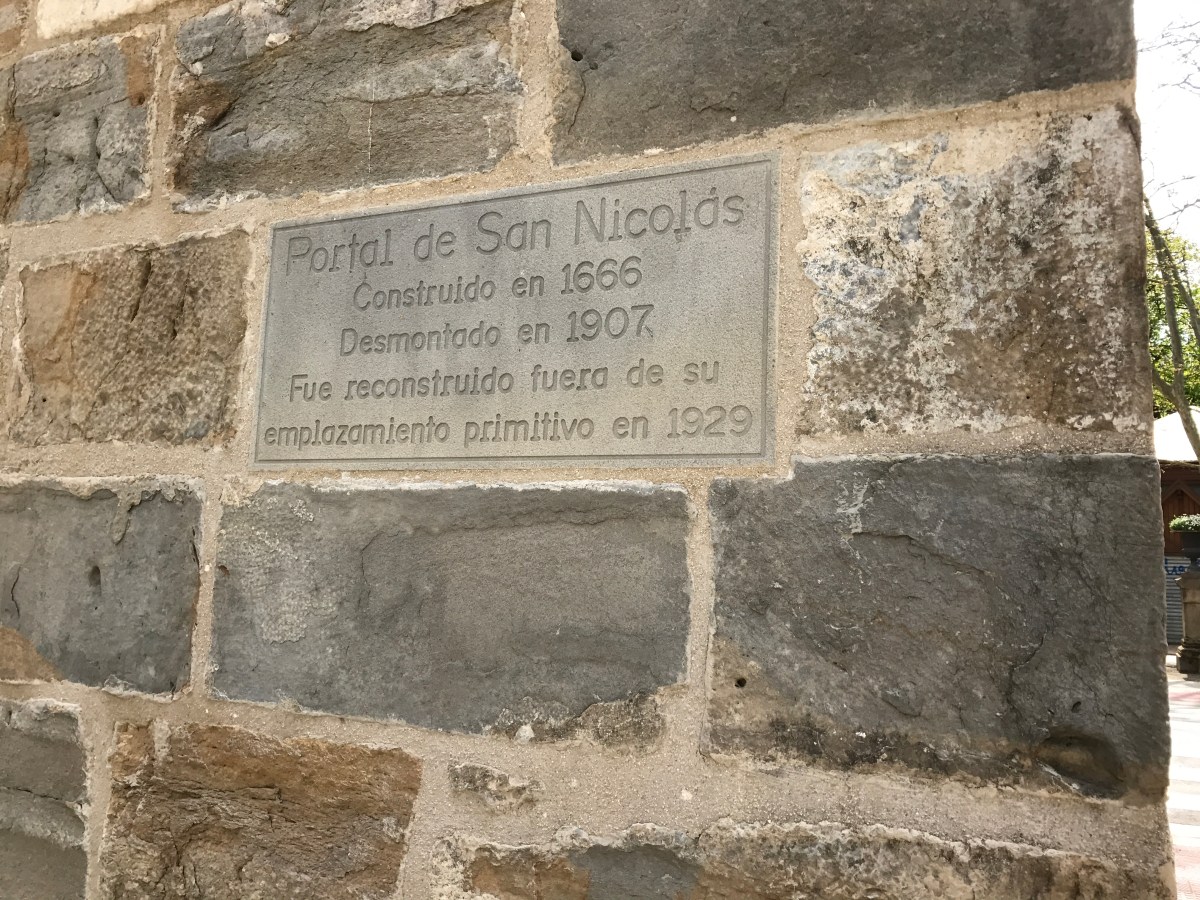 Portal de San Nicolás
Construido en 1666
Desmontado en 1907
Fue reconstruido fuera de su
emplazamiento primitivo en 1929